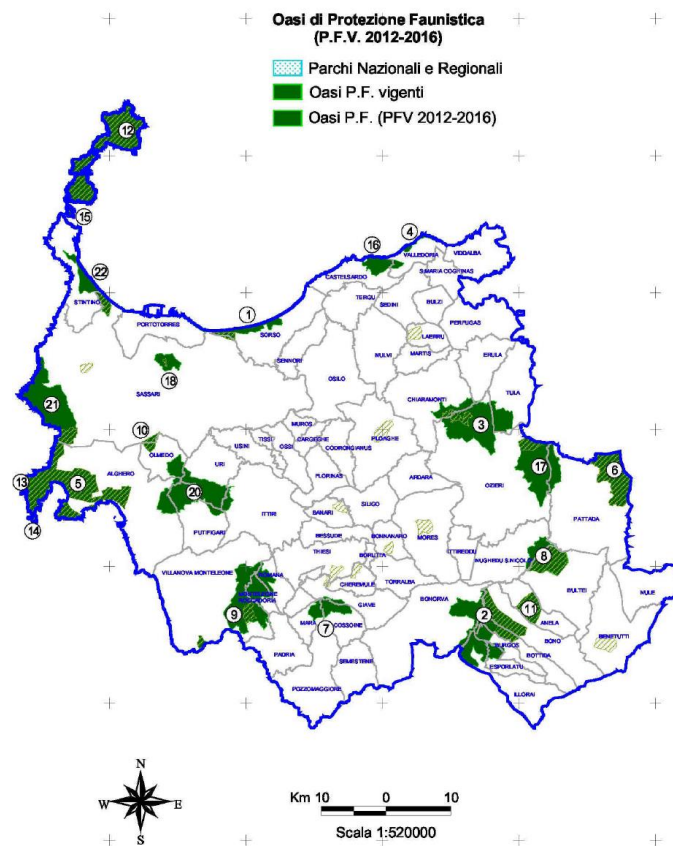 Oasi di Protezione Faunistica
(P.F.V. 2012-2016)
Parchi Nazionali e Regionali
Oasi P.F. vigenti
Oasi P.F. (PFV 2012-2016)
12
15
4
16
VALLEDORIA
VIDDALBA
22
CASTELSARDO
S.MARIA COGHINAS
STINTINO
1
TERGU
SEDINI
BULZI
PORTOTORRES
SORSO
PERFUGAS
LAERRU
SENNORI
NULVI
MARTIS
ERULA
18
OSILO
SASSARI
CHIARAMONTI
TULA
21
MUROS
3
10
TISSI
CARGEGHE
PLOAGHE
USINI
OSSI
CODRONGIANUS
OLMEDO
URI
17
6
ALGHERO
FLORINAS
ARDARA
13
5
20
OZIERI
BANARI
SILIGO
14
PUTIFIGARI
ITTIRI
PATTADA
BESSUDE
BONNANARO
MORES
THIESI
BORUTTA
ITTIREDDU
8
VILLANOVA MONTELEONE
NUGHEDU S.NICOLO'
CHEREMULE
TORRALBA
BULTEI
NULE
BONORVA
9
GIAVE
2
11
7
MARA
COSSOINE
ANELA
BURGOS
BONO
BENETUTTI
PADRIA
BOTTIDA
SEMESTENE
ESPORLATU
POZZOMAGGIORE
ILLORAI
N
W
E
S
Km 10 0 10
Scala 1:520000